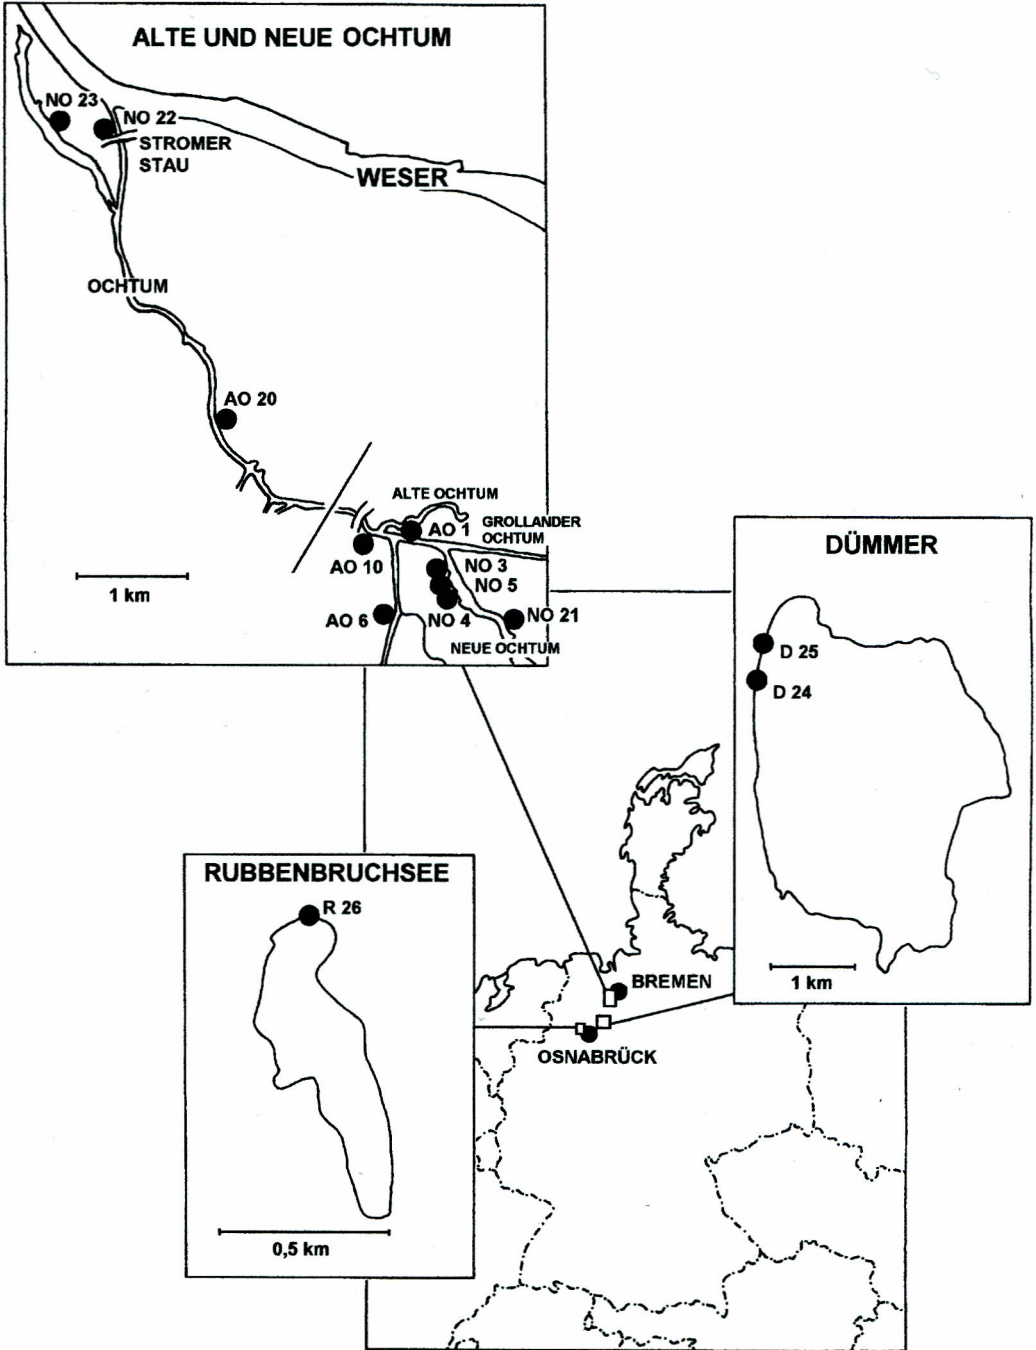 ALTE UND NEUE OCHTUM
NO 23
NO 22
STROMER
STAU
WESER
OCHTUM
AO 20
ALTE OCHTUM
AO 1
GROLLANDER
OCHTUM
AO 10
NO 3
NO 5
1 km
AO 6
NO 4
NO 21
NEUE OCHTUM
DÜMMER
D 25
D 24
1 km
RUBBENBRUCHSEE
R 26
0,5 km
BREMEN
OSNABRÜCK